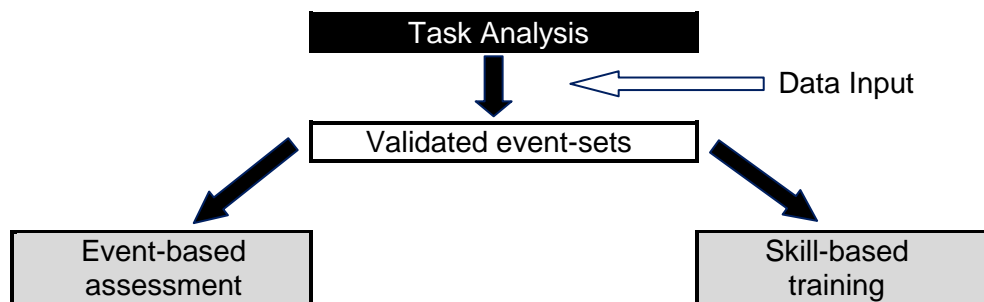 Task Analysis
Data Input
Validated event-sets
Event-based
assessment
Skill-based
training